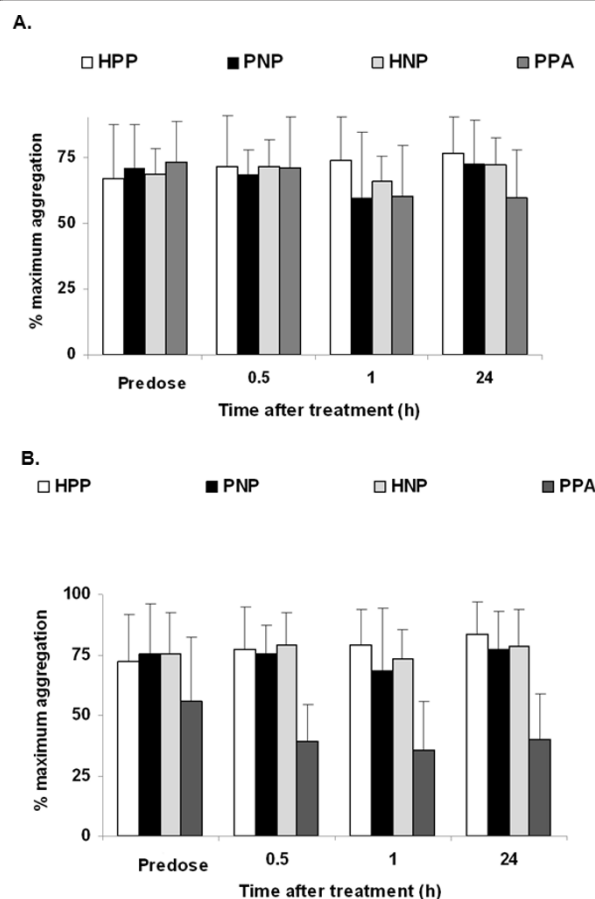 A.
HPP PNP HNP PPA
% maximum aggregation
75
50
25
0
Predose 0.5 1 24
Time after treatment (h)
B.
HPP PNP HNP PPA
% maximum aggregation
100
75
50
25
0
Predose 0.5 1 24
Time after treatment (h)